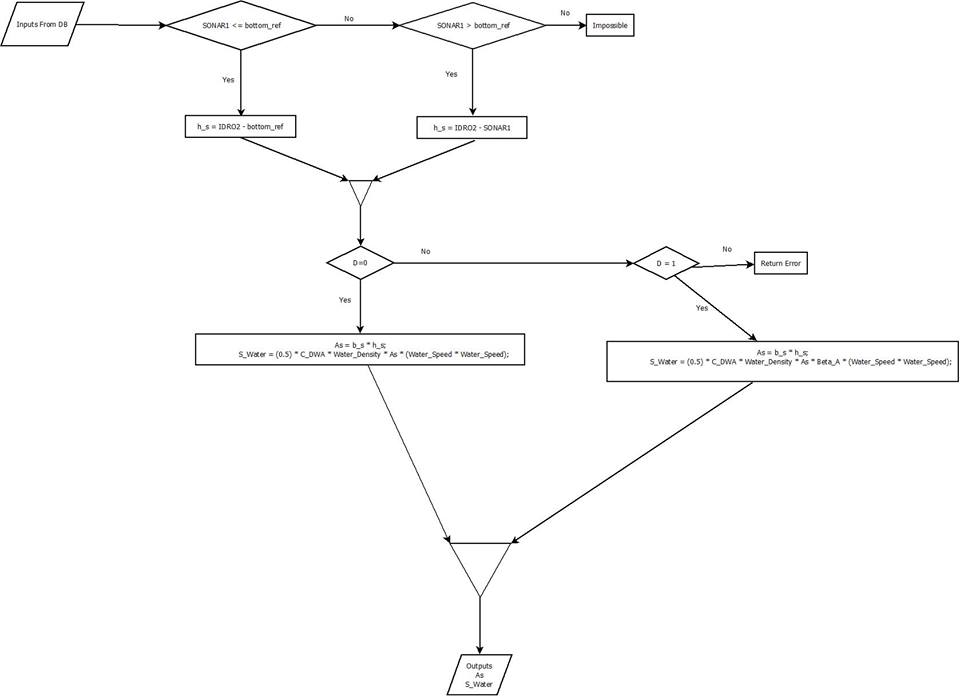 Inputs From DB
SONAR1 <= bottom_ref
No
SONAR1 > bottom_ref
No
Impossible
Yes
Yes
h_s = IDRO2 - bottom_ref
h_s = IDRO2 - SONAR1
D=0
No
D = 1
No
Return Error
Yes
Yes
As = b_s * h_s;
S_Water = (0.5) * C_DWA * Water_Density * As * (Water_Speed * Water_Speed);
As = b_s * h_s;
S_Water = (0.5) * C_DWA * Water_Density * As * Beta_A * (Water_Speed * Water_Speed);
Outputs
As
S_Water